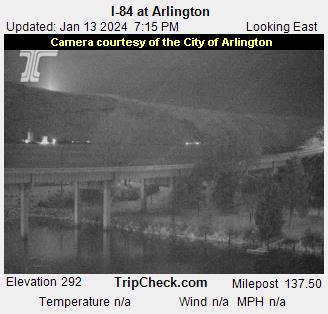 I-84 at Arlington
Updated: Jan 13 2024 7:15 PM Looking East
Camera courtesy of the City of Arlington
Elevation 292 TripCheck.com Milepost 137.50
Temperature n/a Wind n/a MPH n/a